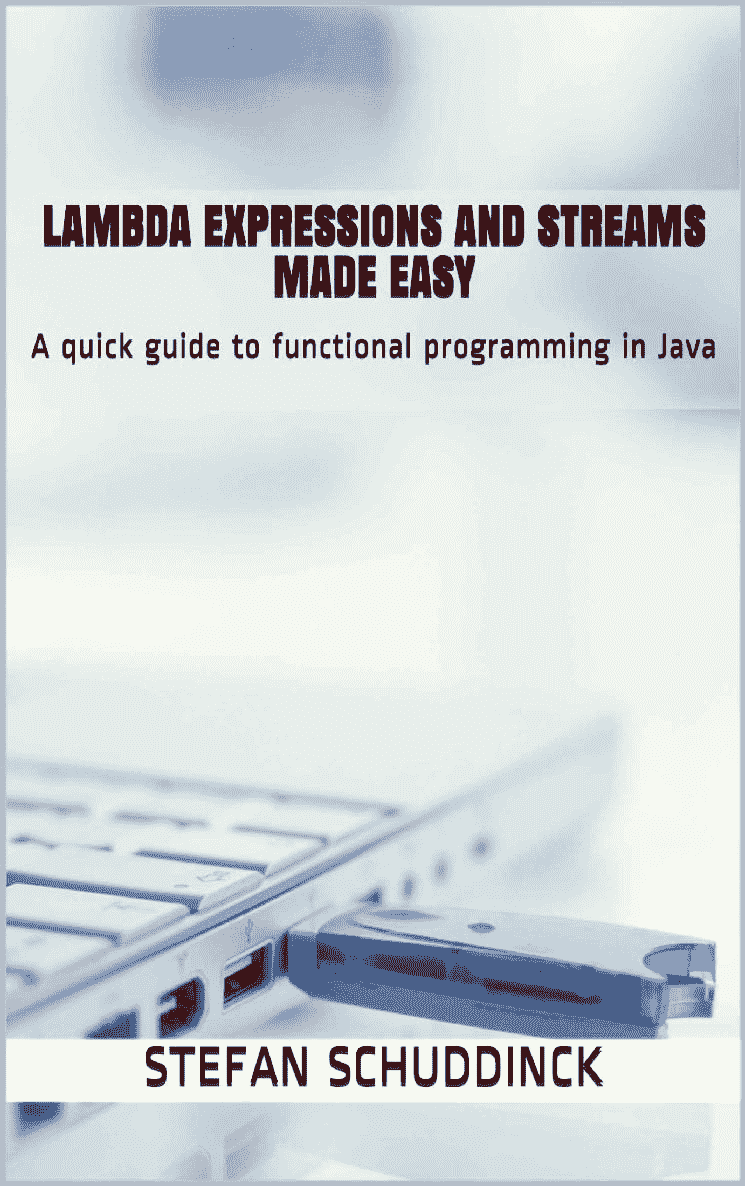 LAMBDA EXPRESSIONS AND STREAMS
MADE EASY
A quick guide to functional programming in Java
STEFAN SCHUDDINCK